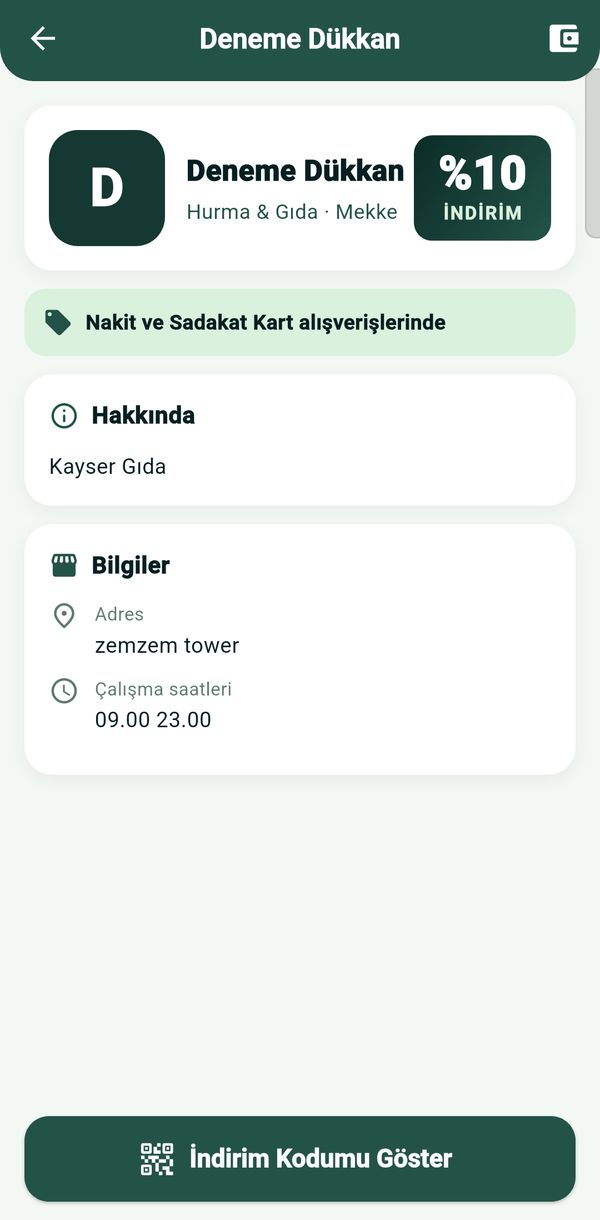 Deneme Dükkan
D
Deneme Dükkan
Hurma & Gıda · Mekke
%10
İNDİRİM
Nakit ve Sadakat Kart alışverişlerinde
Hakkında
Kayser Gıda
Bilgiler
Adres
zemzem tower
Çalışma saatleri
09.00 23.00
İndirim Kodumu Göster